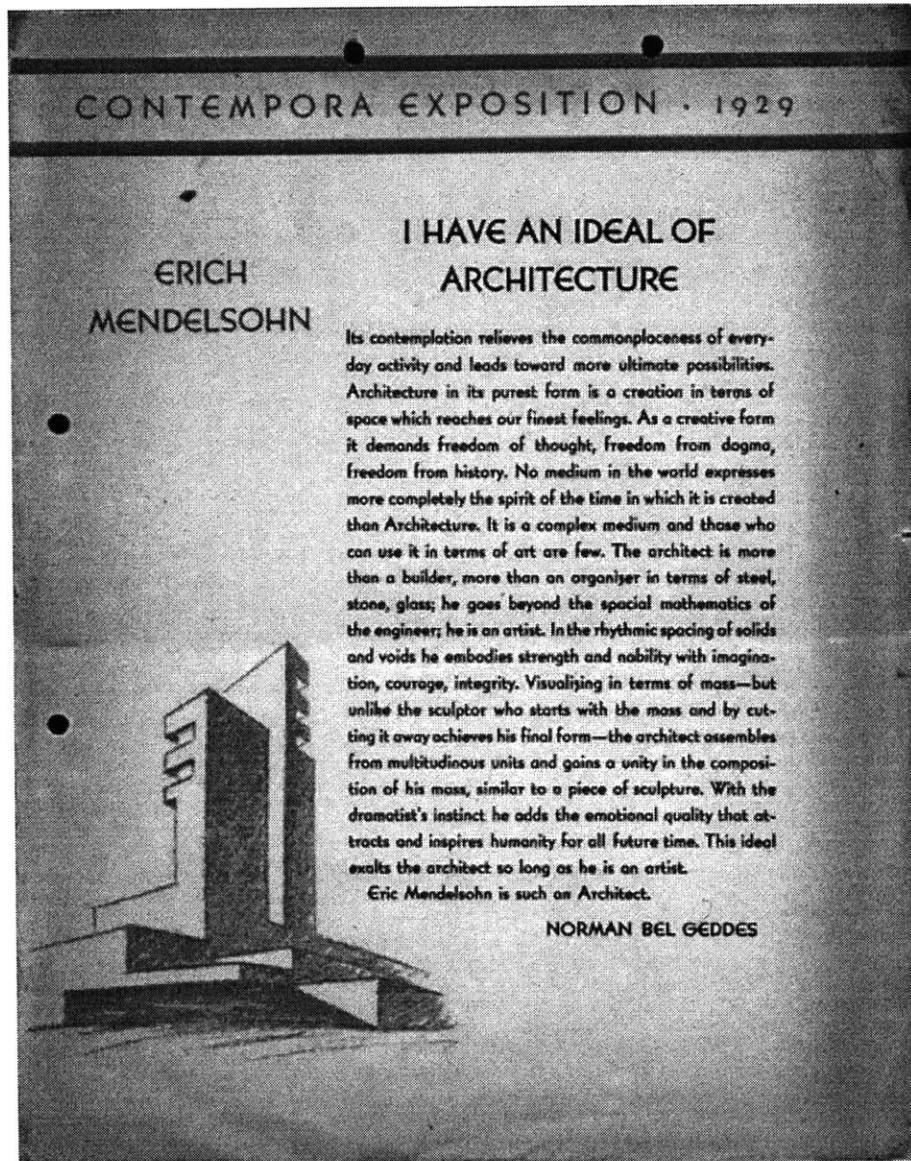 CONTEMPORA EXPOSITION · 1929
ERICH
MENDELSOHN
I HAVE AN IDEAL OF
ARCHITECTURE
Its contemplation relieves the commonplaceness of every-
day activity and leads toward more ultimate possibilities.
Architecture in its purest form is a creation in terms of
space which reaches our finest feelings. As a creative form
it demands freedom of thought, freedom from dogma,
freedom from history. No medium in the world expresses
more completely the spirit of the time in which it is created
than Architecture. It is a complex medium and those who
can use it in terms of art are few. The architect is more
than a builder, more than an organizer in terms of steel,
stone, glass; he goes beyond the spacial mathematics of
the engineer; he is an artist. In the rhythmic spacing of solids
and voids he embodies strength and nobility with imagina-
tion, courage, integrity. Visualizing in terms of mass—but
unlike the sculptor who starts with the mass and by cut-
ting it away achieves his final form—the architect assembles
from multitudinous units and gains a unity in the composi-
tion of his mass, similar to a piece of sculpture. With the
dramatist's instinct he adds the emotional quality that at-
tracts and inspires humanity for all future time. This ideal
exalts the architect so long as he is an artist.
Eric Mendelsohn is such an Architect.
NORMAN BEL GEDDES